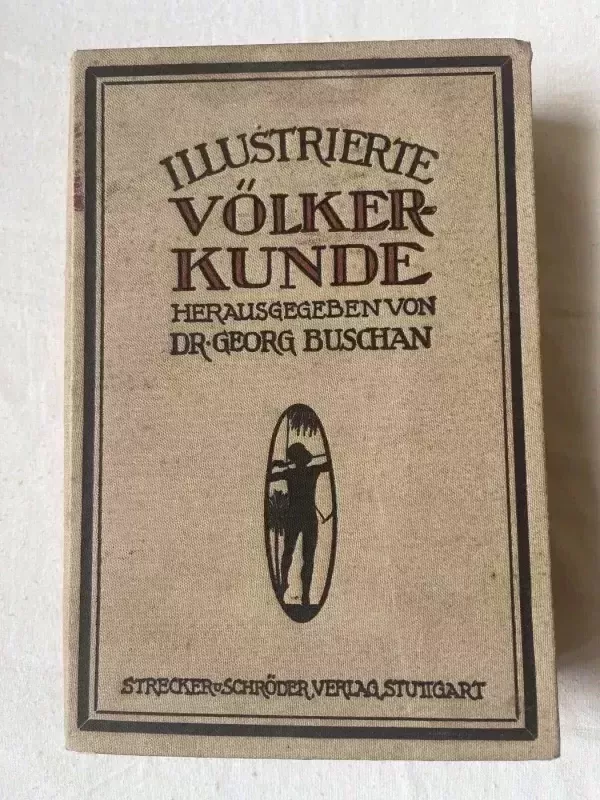 ILLUSTRIERTE
VÖLKER-
KUNDE
HERAUSGEGEBEN VON
DR·GEORG BUSCHAN
STRECKER U SCHRÖDER, VERLAG, STUTTGART